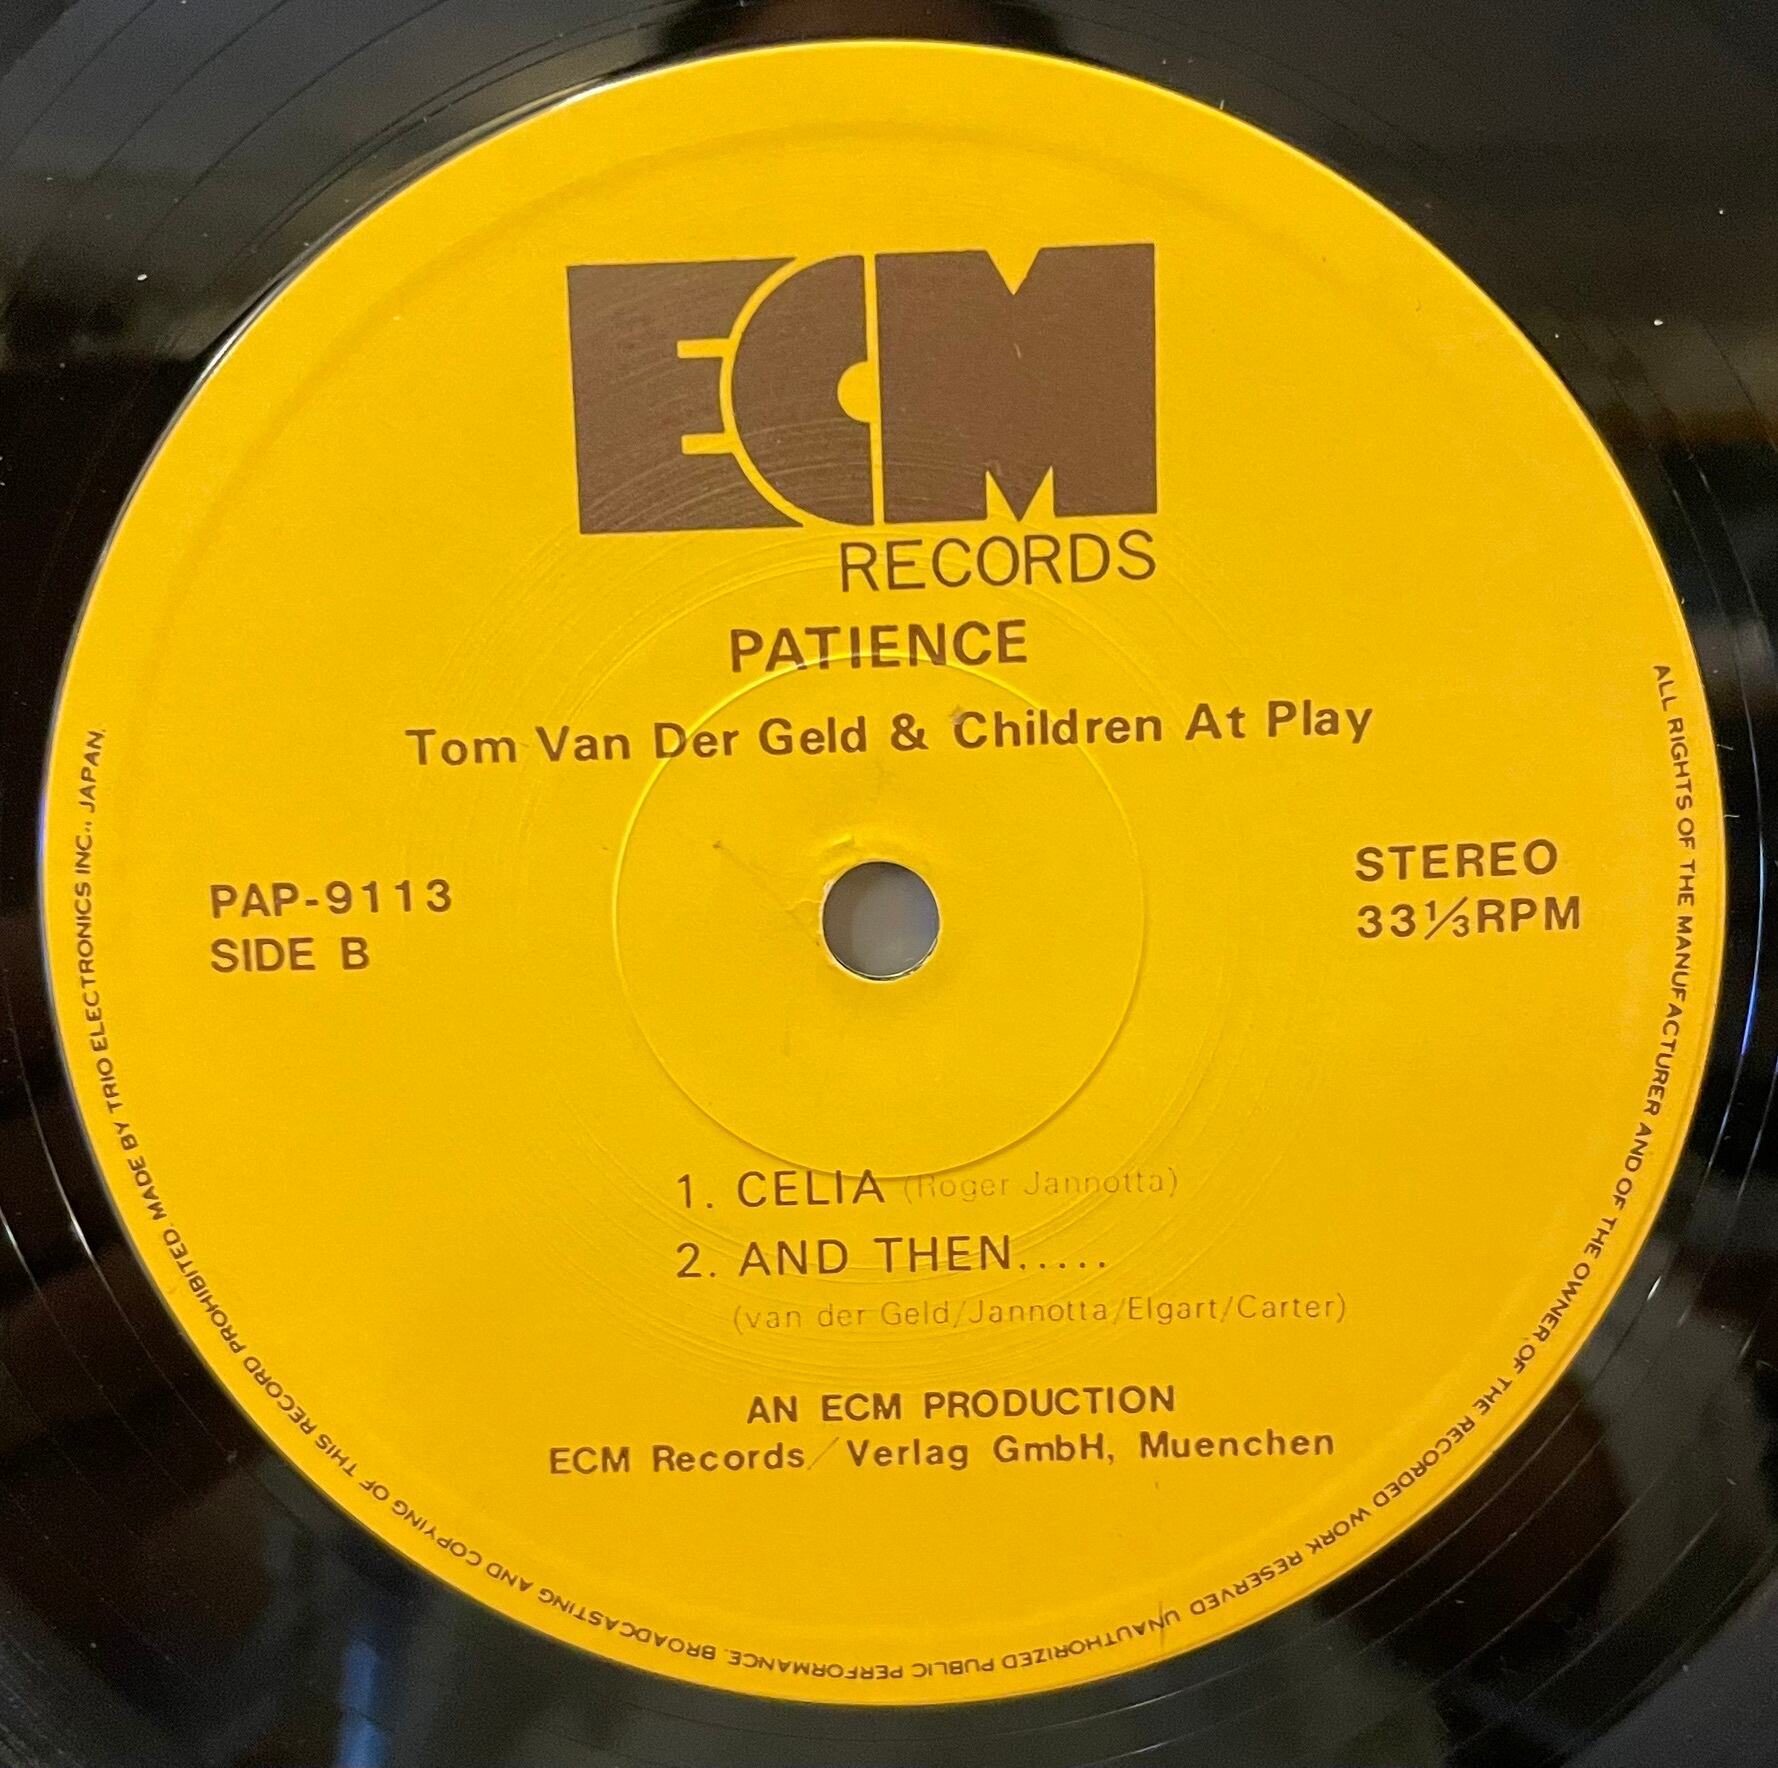 ECM
RECORDS
PATIENCE
Tom Van Der Geld & Children At Play
PAP-9113
SIDE B
STEREO
33⅓RPM
1. CELIA (Roger Jannotta)
2. AND THEN.....
(van der Geld/Jannotta/Elgart/Carter)
AN ECM PRODUCTION
ECM Records/Verlag GmbH, Muenchen
ALL RIGHTS OF THE MANUFACTURER AND OF THE OWNER OF THE RECORDED WORK RESERVED UNAUTHORIZED PUBLIC PERFORMANCE. BROADCASTING AND COPYING OF THIS RECORD PROHIBITED. MADE BY TRIO ELECTRONICS INC., JAPAN.